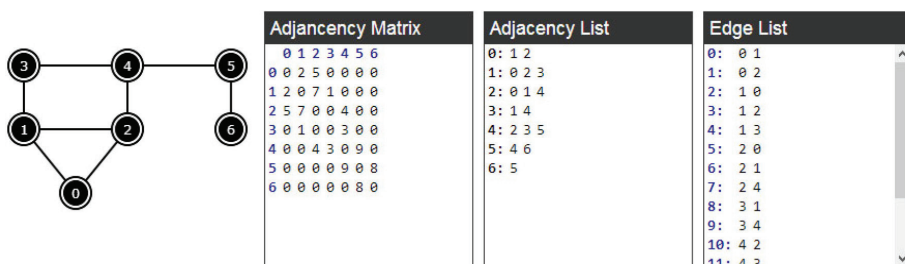 3 4 5
1 2 6
0
Adjancency Matrix
0 1 2 3 4 5 6
0 0 2 5 0 0 0 0
1 2 0 7 1 0 0 0
2 5 7 0 0 4 0 0
3 0 1 0 0 3 0 0
4 0 0 4 3 0 9 0
5 0 0 0 0 9 0 8
6 0 0 0 0 0 8 0
Adjacency List
0: 1 2
1: 0 2 3
2: 0 1 4
3: 1 4
4: 2 3 5
5: 4 6
6: 5
Edge List
0: 0 1
1: 0 2
2: 1 0
3: 1 2
4: 1 3
5: 2 0
6: 2 1
7: 2 4
8: 3 1
9: 3 4
10: 4 2
11: 4 3